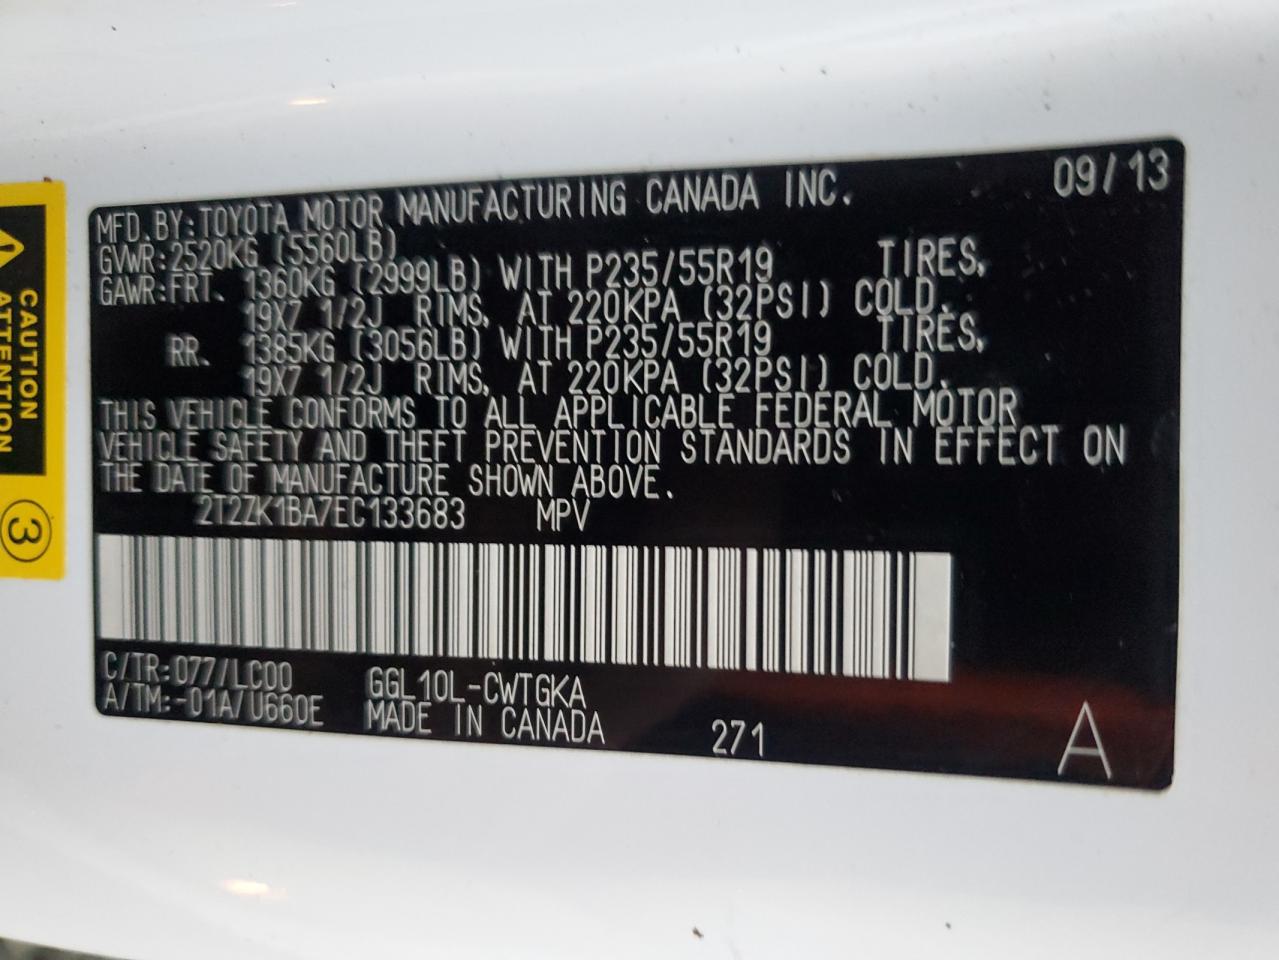 MFD. BY: TOYOTA MOTOR MANUFACTURING CANADA INC. 09/13
GVWR: 2520KG (5560LB)
GAWR: FRT. 1360KG (2999LB) WITH P235/55R19 TIRES,
19X7 1/2J RIMS, AT 220KPA (32PSI) COLD.
RR. 1385KG (3056LB) WITH P235/55R19 TIRES,
19X7 1/2J RIMS, AT 220KPA (32PSI) COLD.
THIS VEHICLE CONFORMS TO ALL APPLICABLE FEDERAL MOTOR
VEHICLE SAFETY AND THEFT PREVENTION STANDARDS IN EFFECT ON
THE DATE OF MANUFACTURE SHOWN ABOVE.
2T2ZK1BA7EC133683 MPV
C/TR: 077/LC00 GGL10L-CWTGKA
A/TM: -01A/U660E MADE IN CANADA 271 A
CAUTION
ATTENTION
3